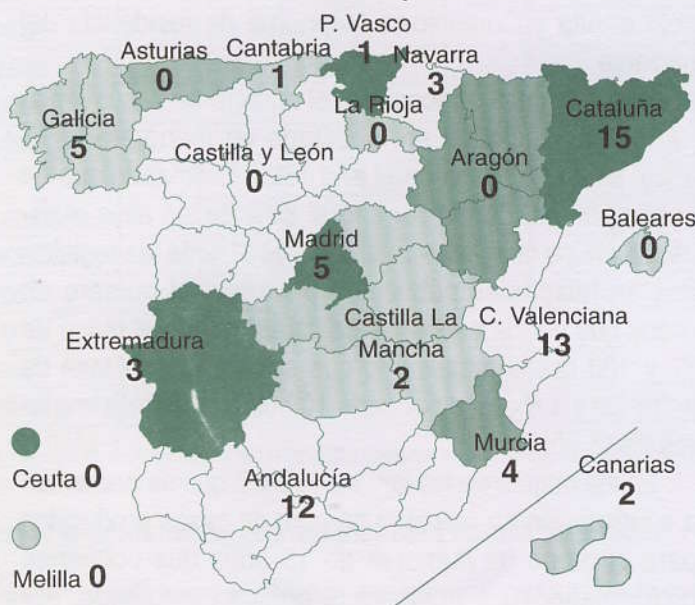 P. Vasco
1
Asturias
0
Cantabria
1
Navarra
3
Galicia
5
La Rioja
0
Cataluña
15
Castilla y León
0
Aragón
0
Baleares
0
Madrid
5
Extremadura
3
Castilla La
Mancha
2
C. Valenciana
13
Murcia
4
Andalucía
12
Canarias
2
Ceuta 0
Melilla 0